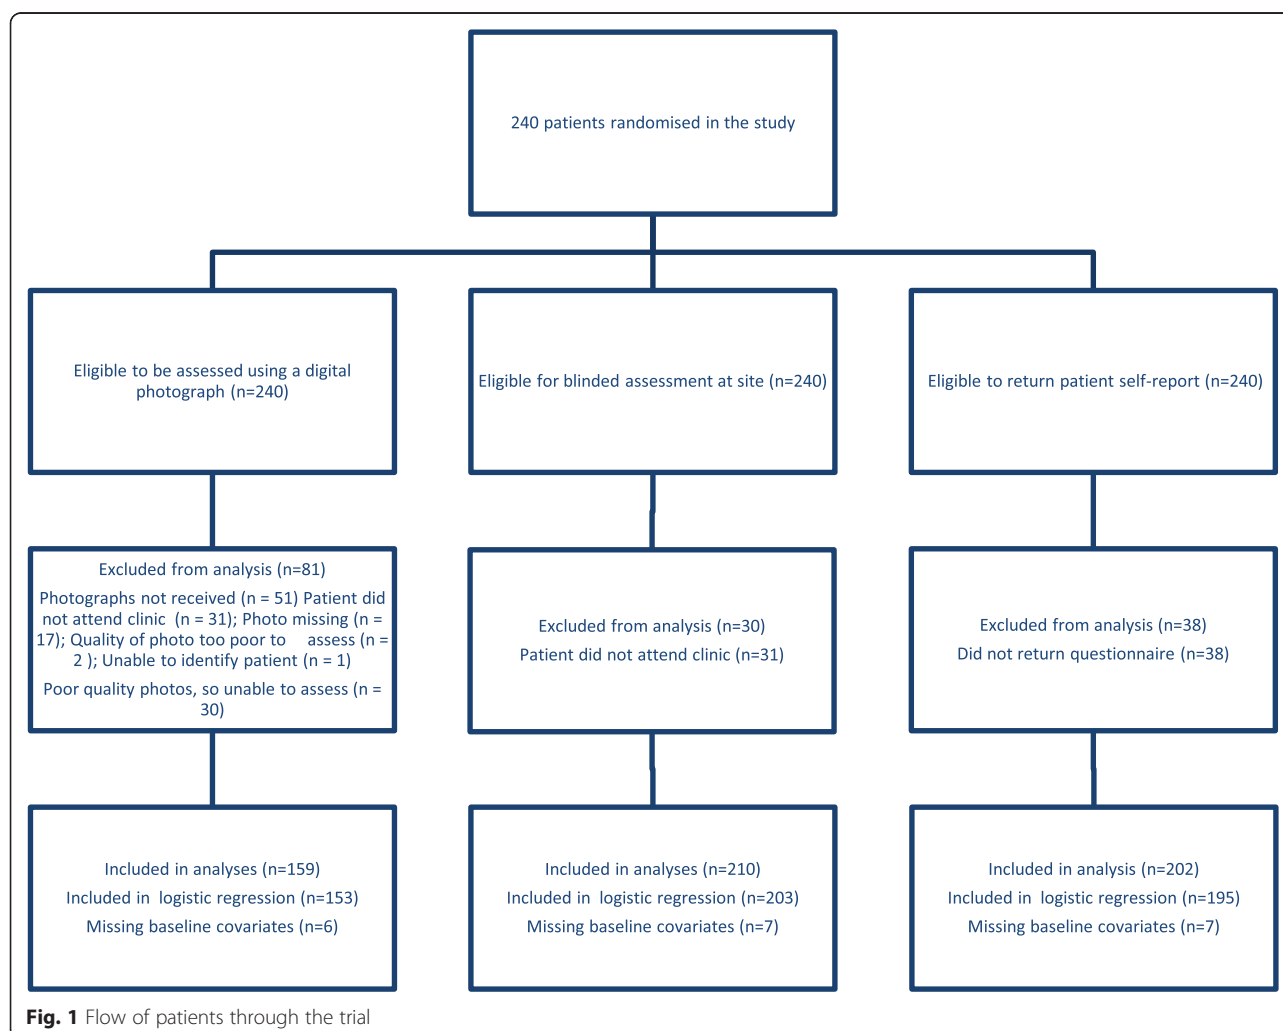 240 patients randomised in the study
Eligible to be assessed using a digital
photograph (n=240)
Eligible for blinded assessment at site (n=240)
Eligible to return patient self-report (n=240)
Excluded from analysis (n=81)
Photographs not received (n = 51) Patient did
not attend clinic (n = 31); Photo missing (n =
17); Quality of photo too poor to assess (n =
2 ); Unable to identify patient (n = 1)
Poor quality photos, so unable to assess (n =
30)
Excluded from analysis (n=30)
Patient did not attend clinic (n=31)
Excluded from analysis (n=38)
Did not return questionnaire (n=38)
Included in analyses (n=159)
Included in logistic regression (n=153)
Missing baseline covariates (n=6)
Included in analyses (n=210)
Included in logistic regression (n=203)
Missing baseline covariates (n=7)
Included in analysis (n=202)
Included in logistic regression (n=195)
Missing baseline covariates (n=7)
Fig. 1 Flow of patients through the trial